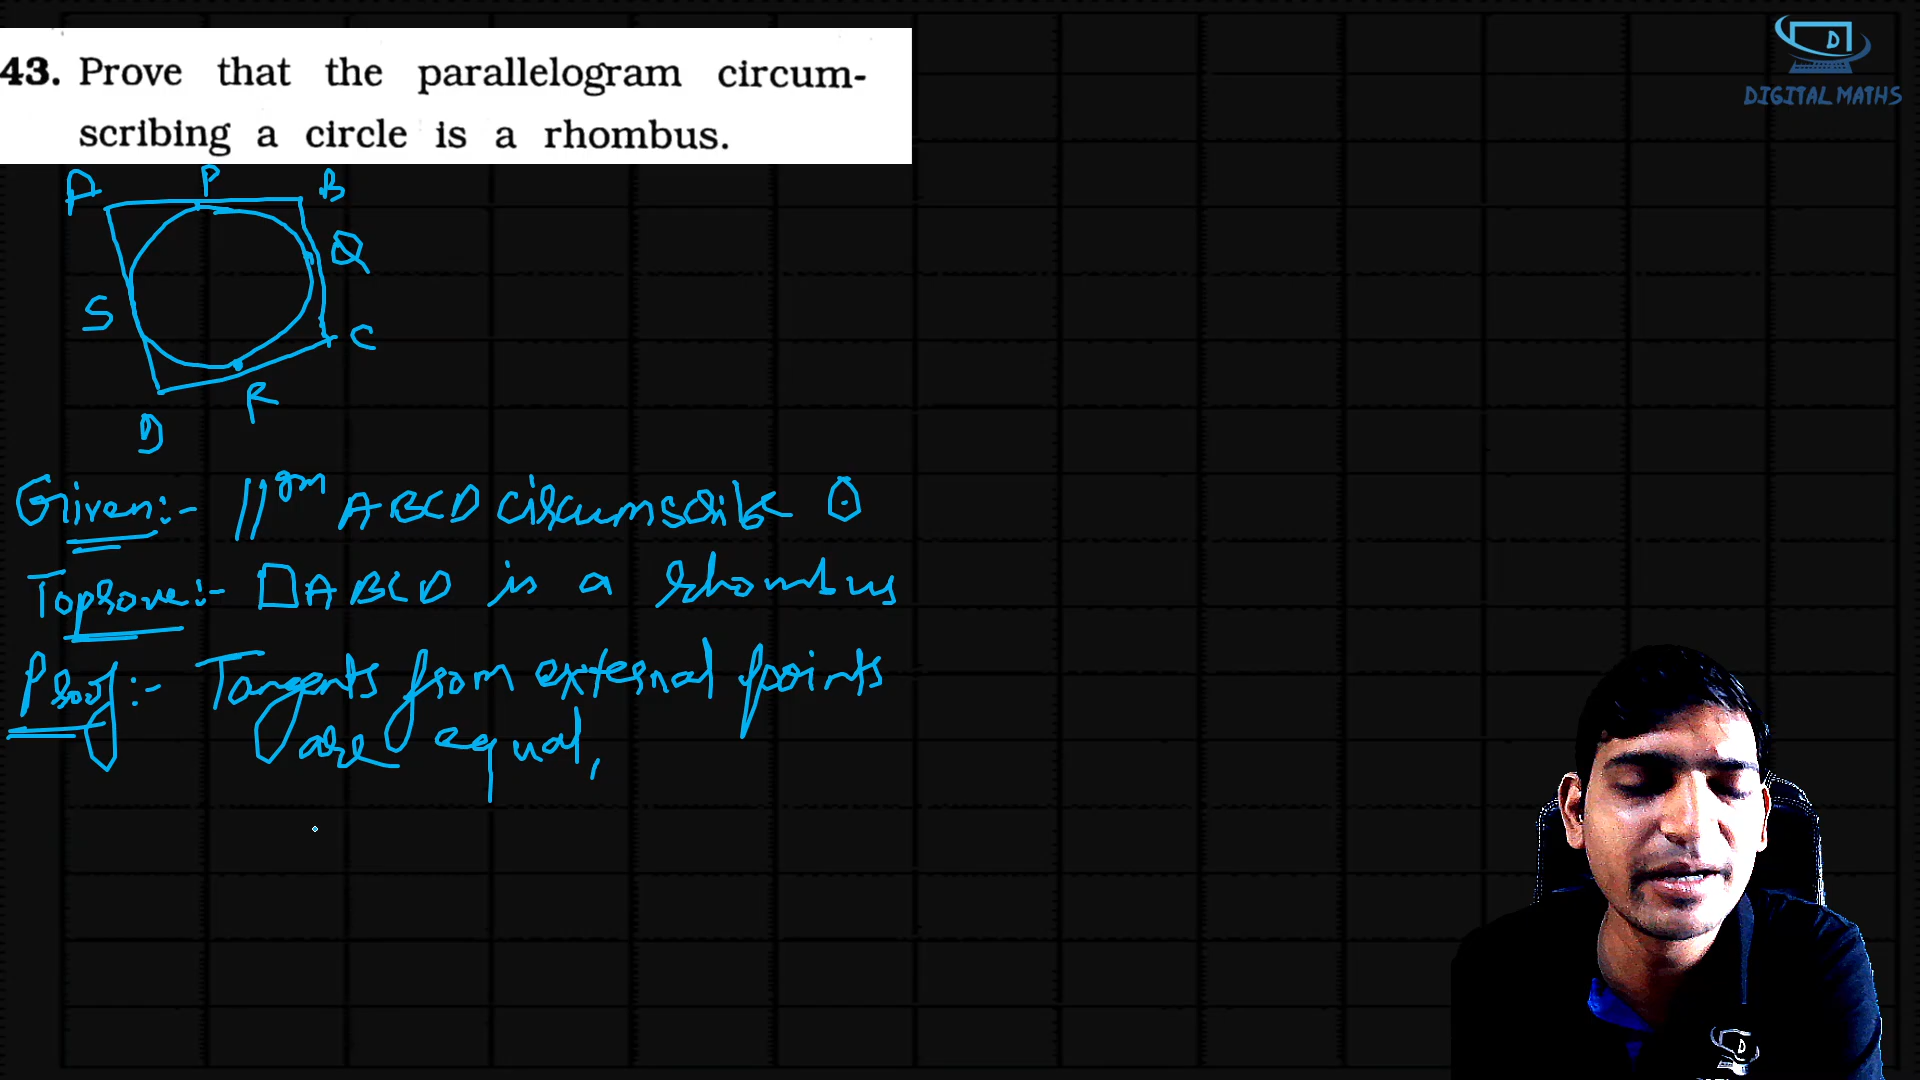 43. Prove that the parallelogram circum-
scribing a circle is a rhombus.
DIGITAL MATHS
A P B
Q
S
C
R
D
Given:- ||gm ABCD circumscribe ⊙
To prove:- □ABCD is a rhombus
Proof:- Tangents from external points
are equal,